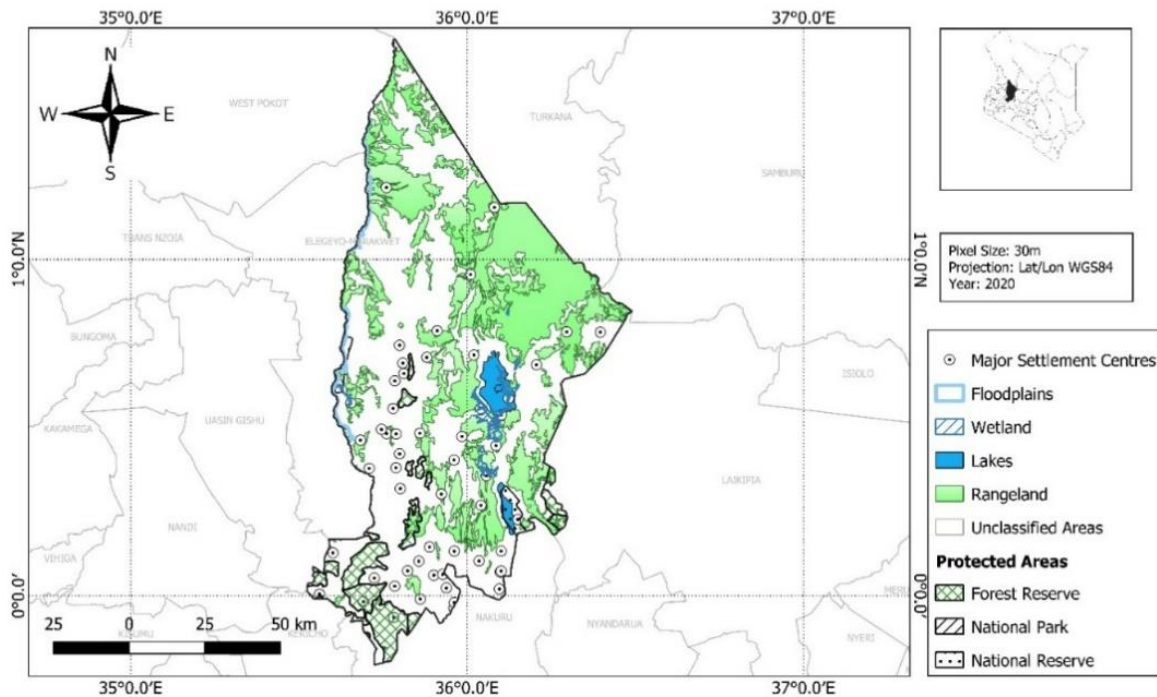 35°0.0'E 36°0.0'E 37°0.0'E
N
W E
S
WEST POKOT
TURKANA
SAMBURU
TRANS NZOIA
ELEGEYO-MARAKWET
1°0.0'N 1°0.0'N
BUNGOMA
ISIOLO
UASIN GISHU
KAKAMEGA
LAIKIPIA
NANDI
VIHIGA
MERU
0°0.0' 0°0.0'
KISUMU
KERICHO
NAKURU
NYANDARUA
NYERI
25 0 25 50 km
35°0.0'E 36°0.0'E 37°0.0'E
Pixel Size: 30m
Projection: Lat/Lon WGS84
Year: 2020
Major Settlement Centres
Floodplains
Wetland
Lakes
Rangeland
Unclassified Areas
Protected Areas
Forest Reserve
National Park
National Reserve